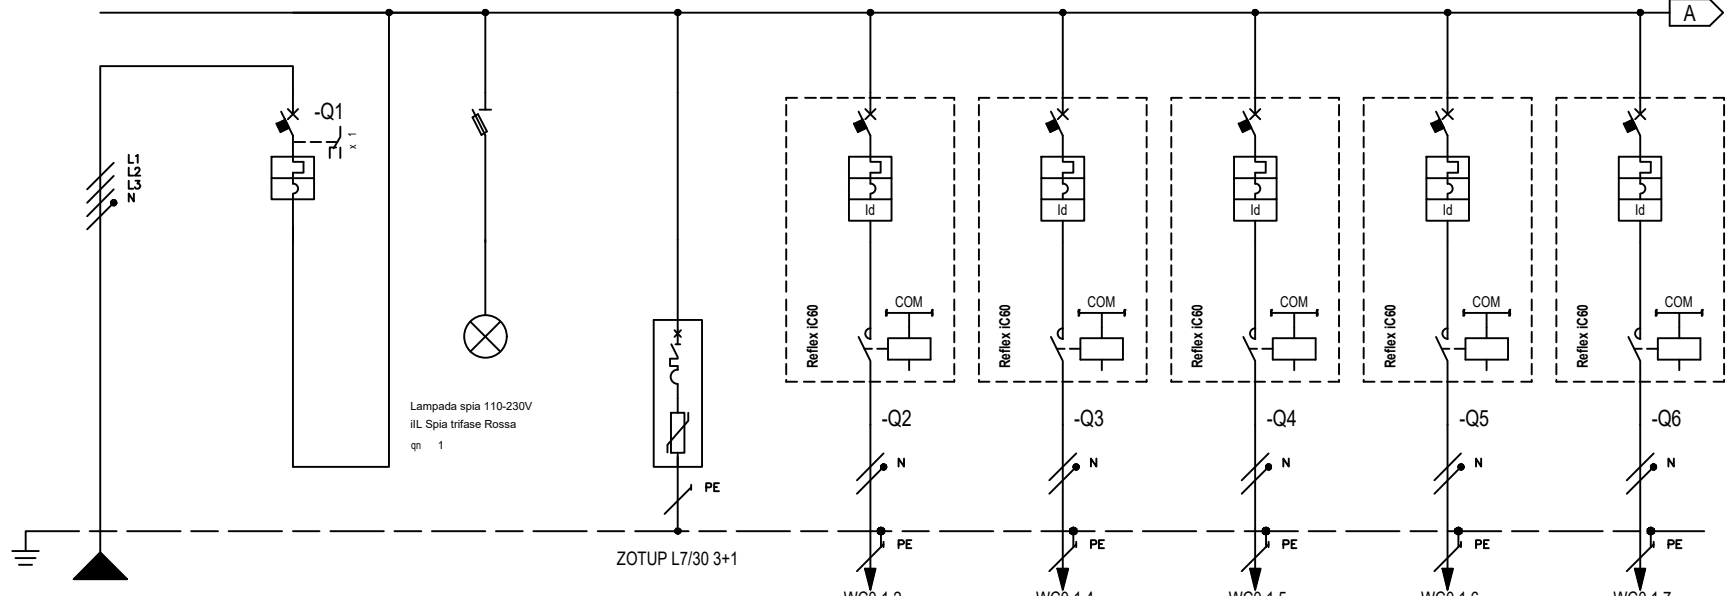 A
-Q1
x 1
L1
L2
L3
N
Id
Id
Id
Id
Id
Reflex iC60
COM
Reflex iC60
COM
Reflex iC60
COM
Reflex iC60
COM
Reflex iC60
COM
Lampada spia 110-230V
iIL Spia trifase Rossa
qn 1
-Q2
-Q3
-Q4
-Q5
-Q6
N
N
N
N
N
PE
ZOTUP L7/30 3+1
PE
PE
PE
PE
PE